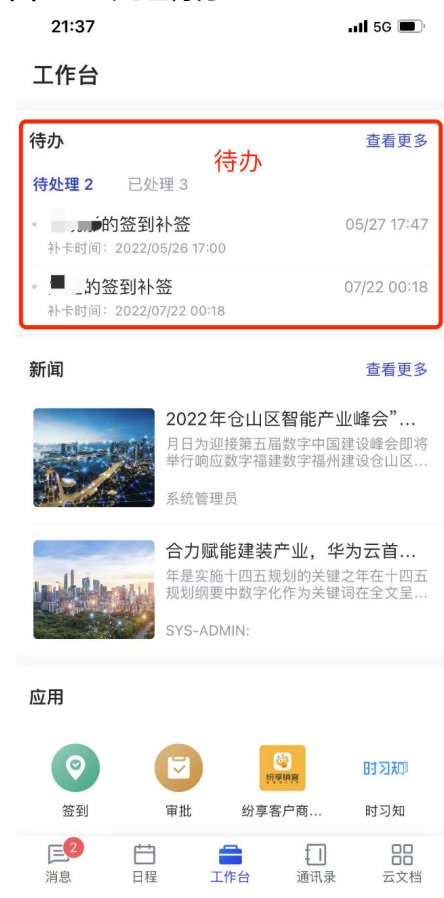 21:37
5G
工作台
待办
查看更多
待办
待处理 2
已处理 3
的签到补签
05/27 17:47
补卡时间：2022/05/26 17:00
的签到补签
07/22 00:18
补卡时间：2022/07/22 00:18
新闻
查看更多
2022年仓山区智能产业峰会”...
月日为迎接第五届数字中国建设峰会即将
举行响应数字福建数字福州建设仓山区...
系统管理员
合力赋能建装产业，华为云首...
年是实施十四五规划的关键之年在十四五
规划纲要中数字化作为关键词在全文呈...
SYS-ADMIN:
应用
纷享销客
时习知
签到
审批
纷享客户商...
时习知
2
消息
日程
工作台
通讯录
云文档